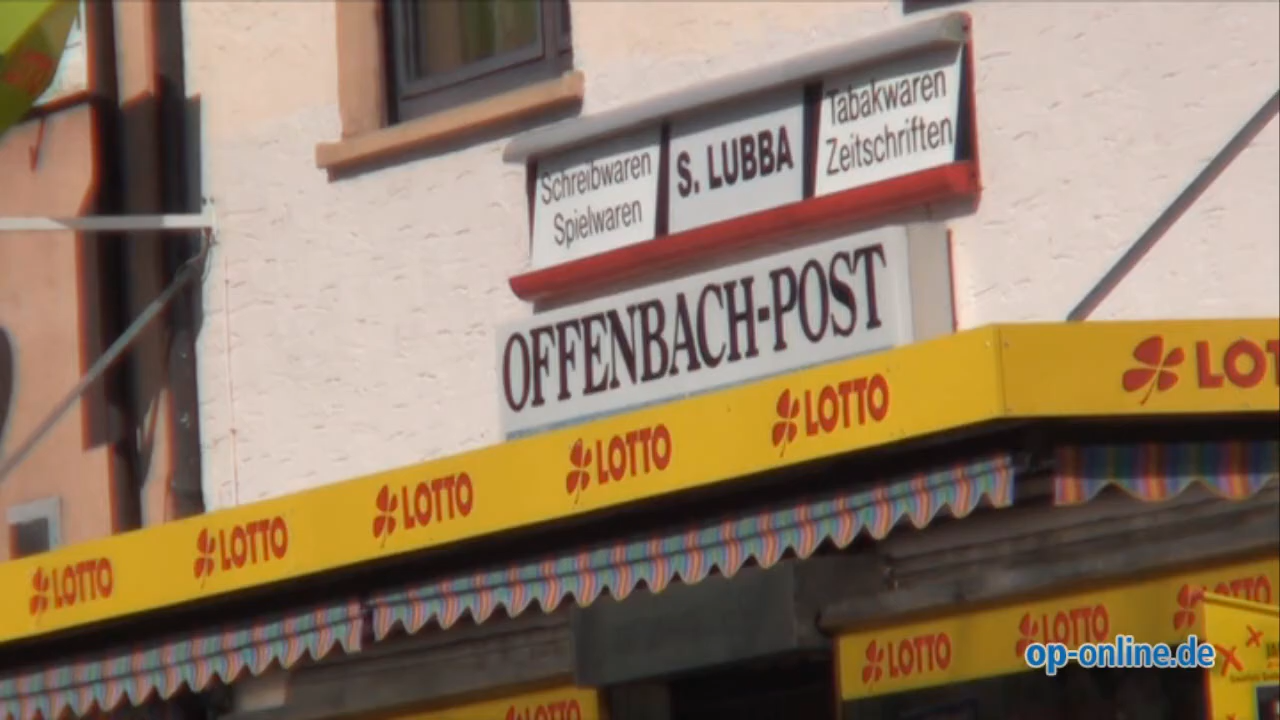 Schreibwaren
Spielwaren
S. LUBBA
Tabakwaren
Zeitschriften
OFFENBACH-POST
LOTTO
LOTTO
LOTTO
LOTTO
LOTTO
LOTTO
LOTTO
LOTTO
LOTTO
op-online.de